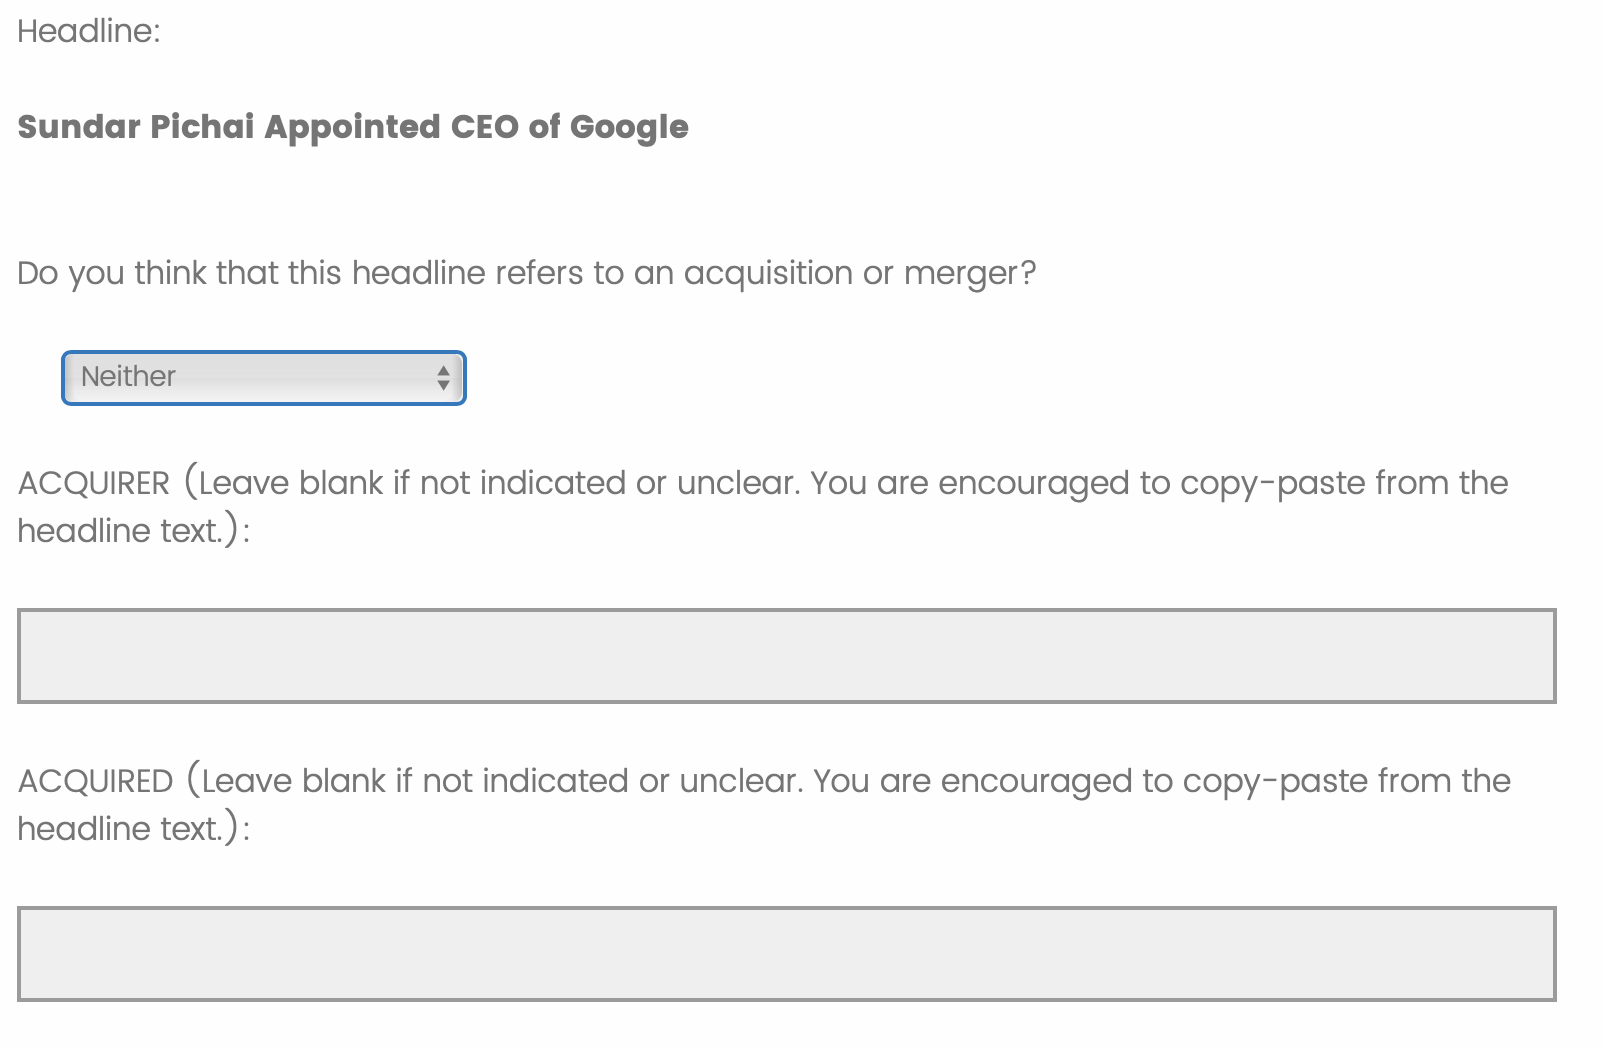 Headline:
Sundar Pichai Appointed CEO of Google
Do you think that this headline refers to an acquisition or merger?
Neither
ACQUIRER (Leave blank if not indicated or unclear. You are encouraged to copy-paste from the
headline text.):
ACQUIRED (Leave blank if not indicated or unclear. You are encouraged to copy-paste from the
headline text.):